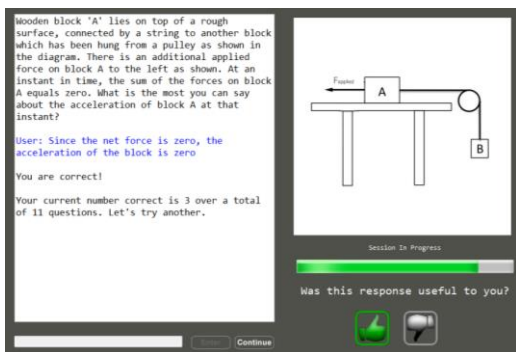 Wooden block 'A' lies on top of a rough
surface, connected by a string to another block
which has been hung from a pulley as shown in
the diagram. There is an additional applied
force on block A to the left as shown. At an
instant in time, the sum of the forces on block
A equals zero. What is the most you can say
about the acceleration of block A at that
instant?
User: Since the net force is zero, the
acceleration of the block is zero
You are correct!
Your current number correct is 3 over a total
of 11 questions. Let's try another.
Fapplied
A
B
Session In Progress
Was this response useful to you?
Enter
Continue